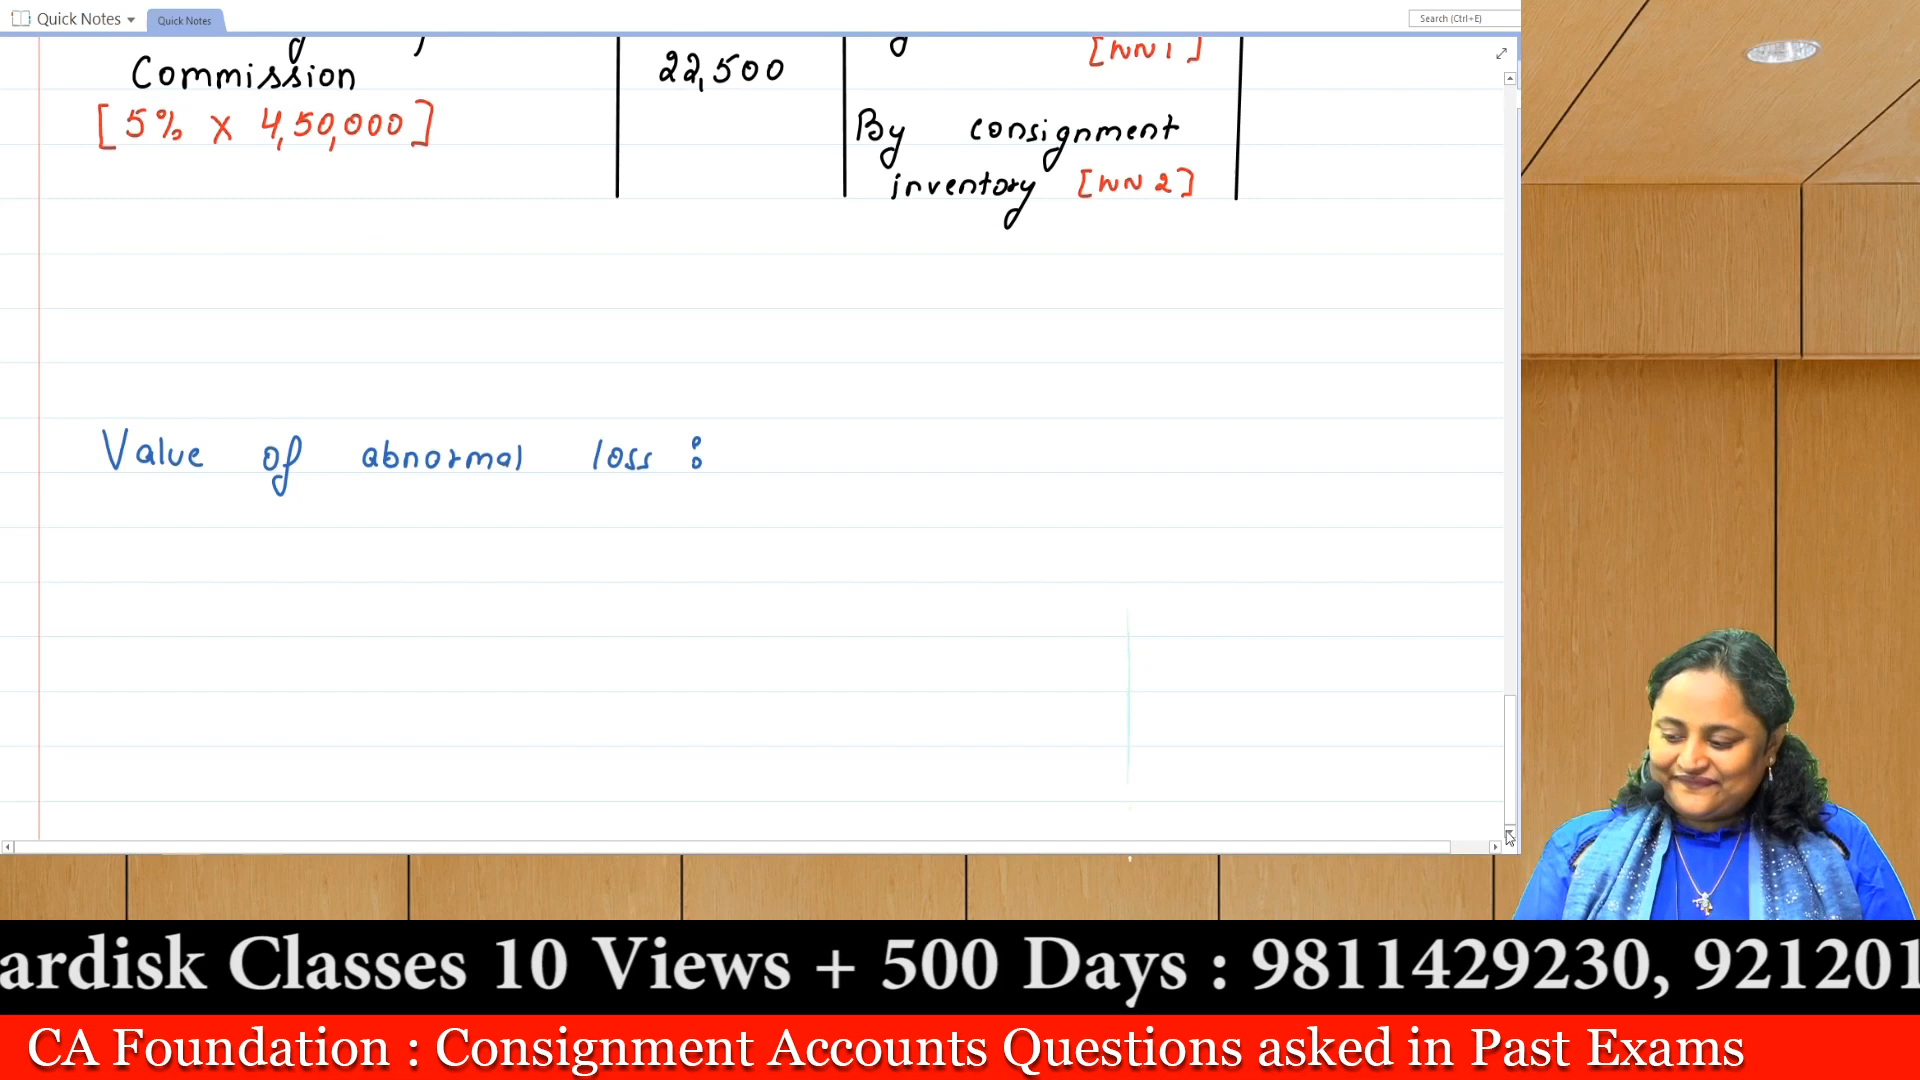 Quick Notes
Quick Notes
Search (Ctrl+E)
[WN 1]
Commission
22,500
[5% x 4,50,000]
By consignment
inventory [WN 2]
Value of abnormal loss :
ardisk Classes 10 Views + 500 Days : 9811429230, 921201
CA Foundation : Consignment Accounts Questions asked in Past Exams